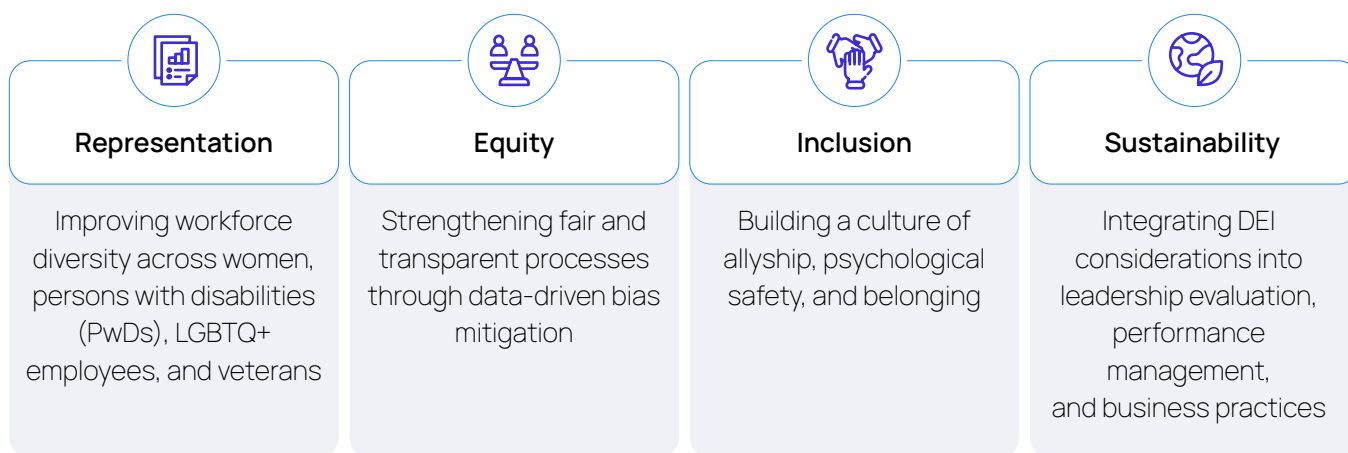 Representation
Improving workforce
diversity across women,
persons with disabilities
(PwDs), LGBTQ+
employees, and veterans
Equity
Strengthening fair and
transparent processes
through data-driven bias
mitigation
Inclusion
Building a culture of
allyship, psychological
safety, and belonging
Sustainability
Integrating DEI
considerations into
leadership evaluation,
performance
management,
and business practices